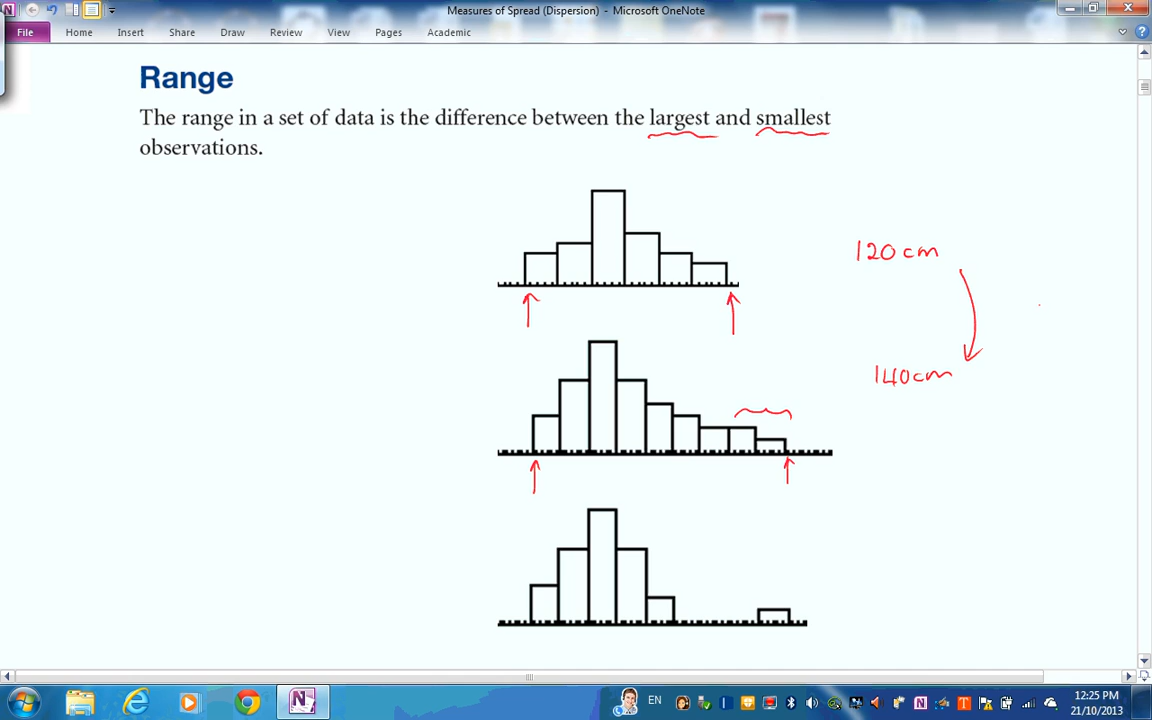 Measures of Spread (Dispersion) - Microsoft OneNote
File Home Insert Share Draw Review View Pages Academic
Range
The range in a set of data is the difference between the largest and smallest
observations.
120 cm
140 cm
EN
12:25 PM
21/10/2013